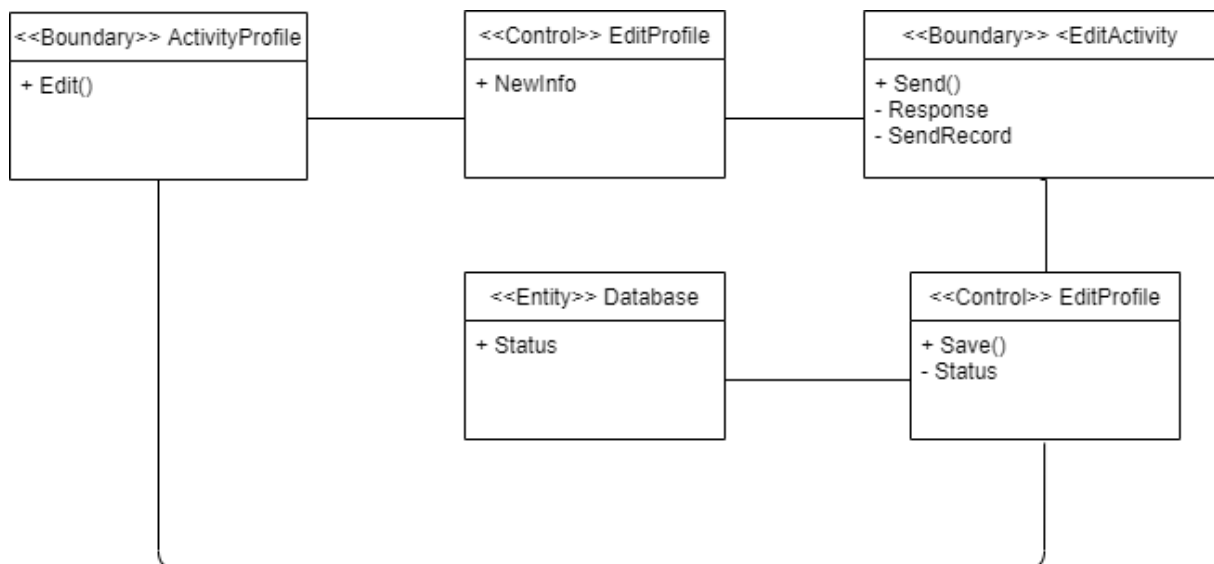 <<Boundary>> ActivityProfile
+ Edit()
<<Control>> EditProfile
+ NewInfo
<<Boundary>> <EditActivity
+ Send()
- Response
- SendRecord
<<Entity>> Database
+ Status
<<Control>> EditProfile
+ Save()
- Status